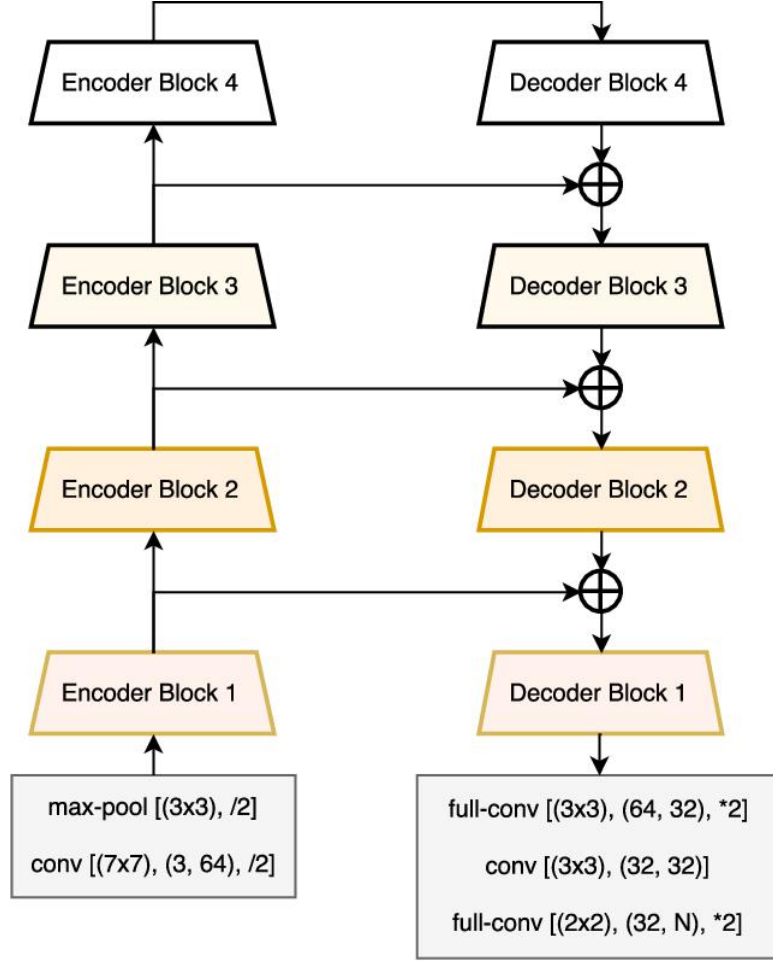 Encoder Block 4
Decoder Block 4
Encoder Block 3
Decoder Block 3
Encoder Block 2
Decoder Block 2
Encoder Block 1
Decoder Block 1
max-pool [(3x3), /2]
conv [(7x7), (3, 64), /2]
full-conv [(3x3), (64, 32), *2]
conv [(3x3), (32, 32)]
full-conv [(2x2), (32, N), *2]